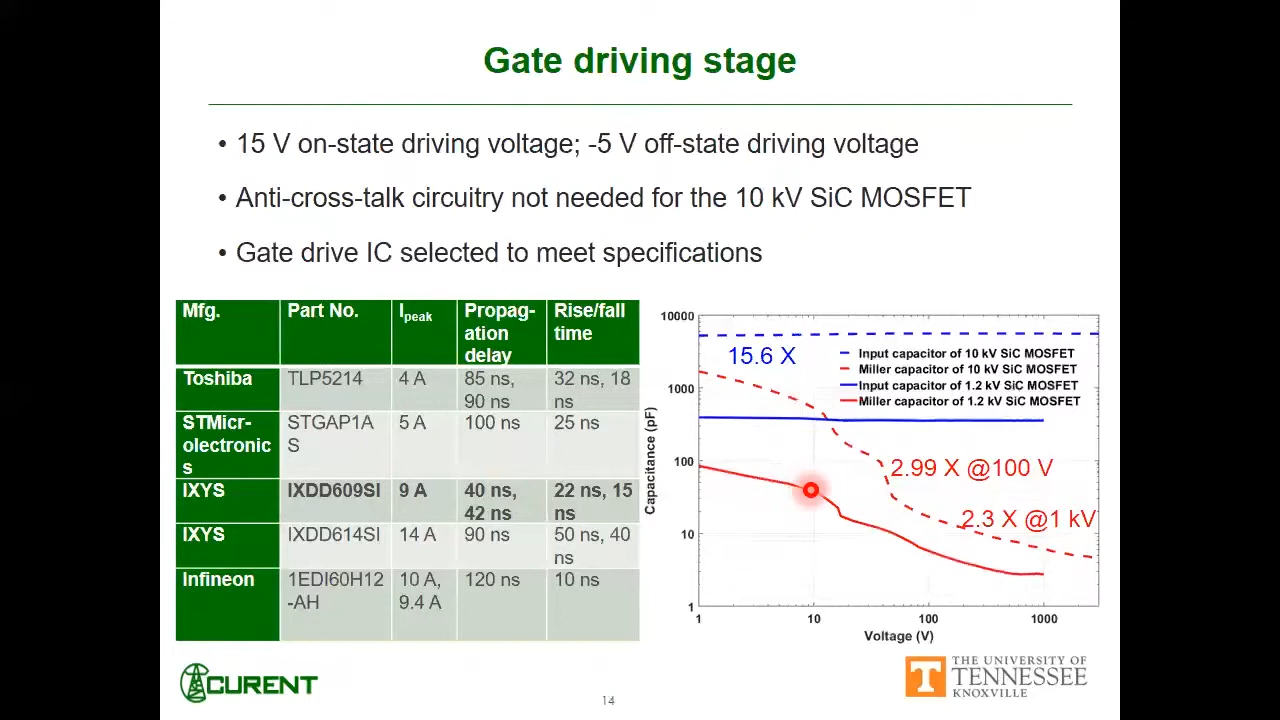 Gate driving stage
• 15 V on-state driving voltage; -5 V off-state driving voltage
• Anti-cross-talk circuitry not needed for the 10 kV SiC MOSFET
• Gate drive IC selected to meet specifications
Mfg. Part No. Ipeak Propag-ation delay Rise/fall time
Toshiba TLP5214 4 A 85 ns, 90 ns 32 ns, 18 ns
STMicr-olectronics STGAP1AS 5 A 100 ns 25 ns
IXYS IXDD609SI 9 A 40 ns, 42 ns 22 ns, 15 ns
IXYS IXDD614SI 14 A 90 ns 50 ns, 40 ns
Infineon 1EDI60H12-AH 10 A, 9.4 A 120 ns 10 ns
Capacitance (pF)
10000
1000
100
10
1
15.6 X
Input capacitor of 10 kV SiC MOSFET
Miller capacitor of 10 kV SiC MOSFET
Input capacitor of 1.2 kV SiC MOSFET
Miller capacitor of 1.2 kV SiC MOSFET
2.99 X @100 V
2.3 X @1 kV
1 10 100 1000
Voltage (V)
CURENT
14
T
THE UNIVERSITY OF
TENNESSEE
KNOXVILLE